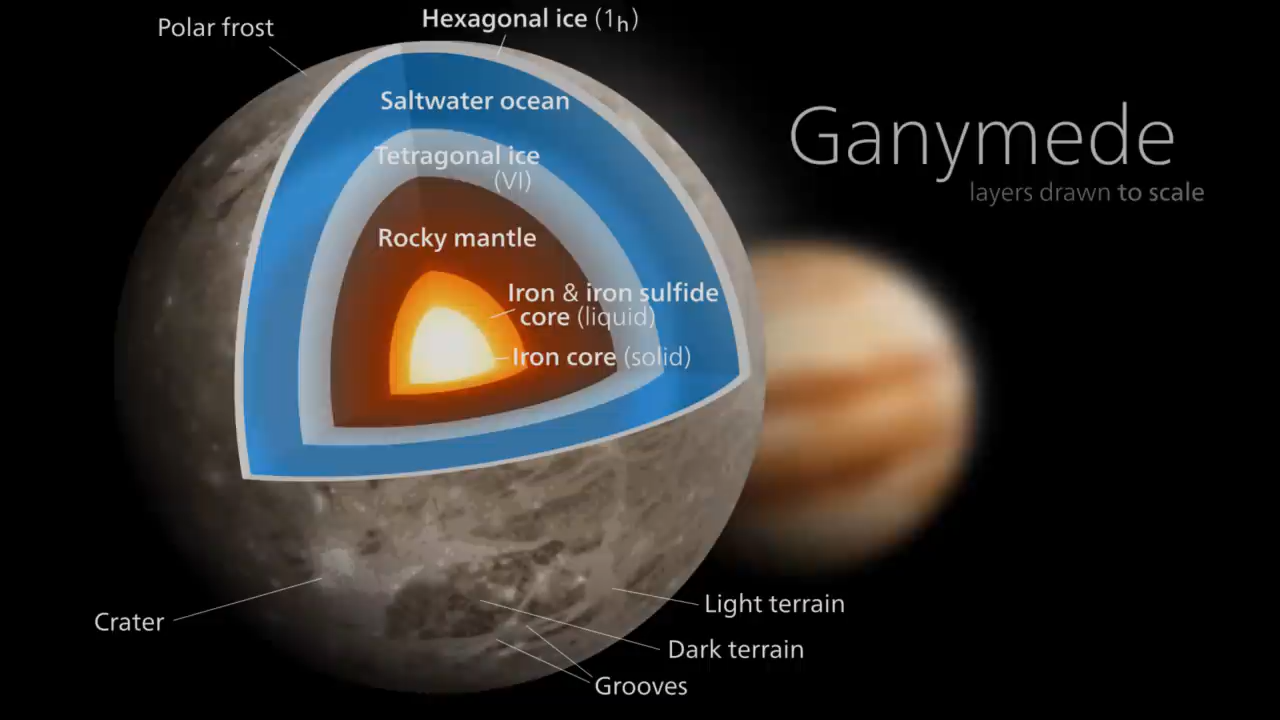 Polar frost
Hexagonal ice (1h)
Saltwater ocean
Ganymede
layers drawn to scale
Tetragonal ice
(VI)
Rocky mantle
Iron & iron sulfide
core (liquid)
Iron core (solid)
Crater
Light terrain
Dark terrain
Grooves